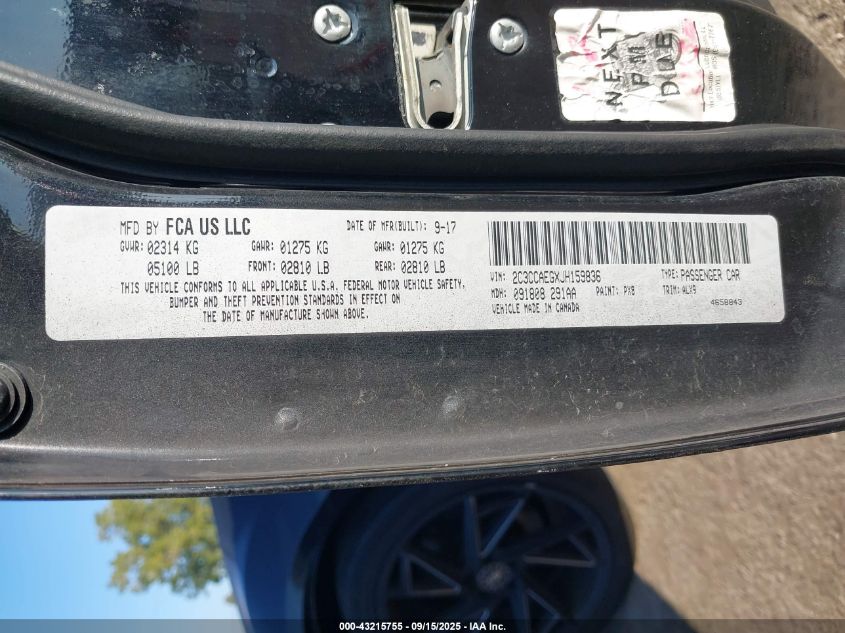 NEXT
PM
DUE
MFD BY FCA US LLC
DATE OF MFR(BUILT): 9-17
GVWR: 02314 KG GAWR: 01275 KG GAWR: 01275 KG
05100 LB FRONT: 02810 LB REAR: 02810 LB
THIS VEHICLE CONFORMS TO ALL APPLICABLE U.S.A. FEDERAL MOTOR VEHICLE SAFETY,
BUMPER AND THEFT PREVENTION STANDARDS IN EFFECT ON
THE DATE OF MANUFACTURE SHOWN ABOVE.
VIN: 2C3CCAEGXJH159836 TYPE: PASSENGER CAR
MDH: 091808 291AA PAINT: PX8 TRIM: ALX9
VEHICLE MADE IN CANADA 4658843
000-43215755 - 09/15/2025 - IAA Inc.